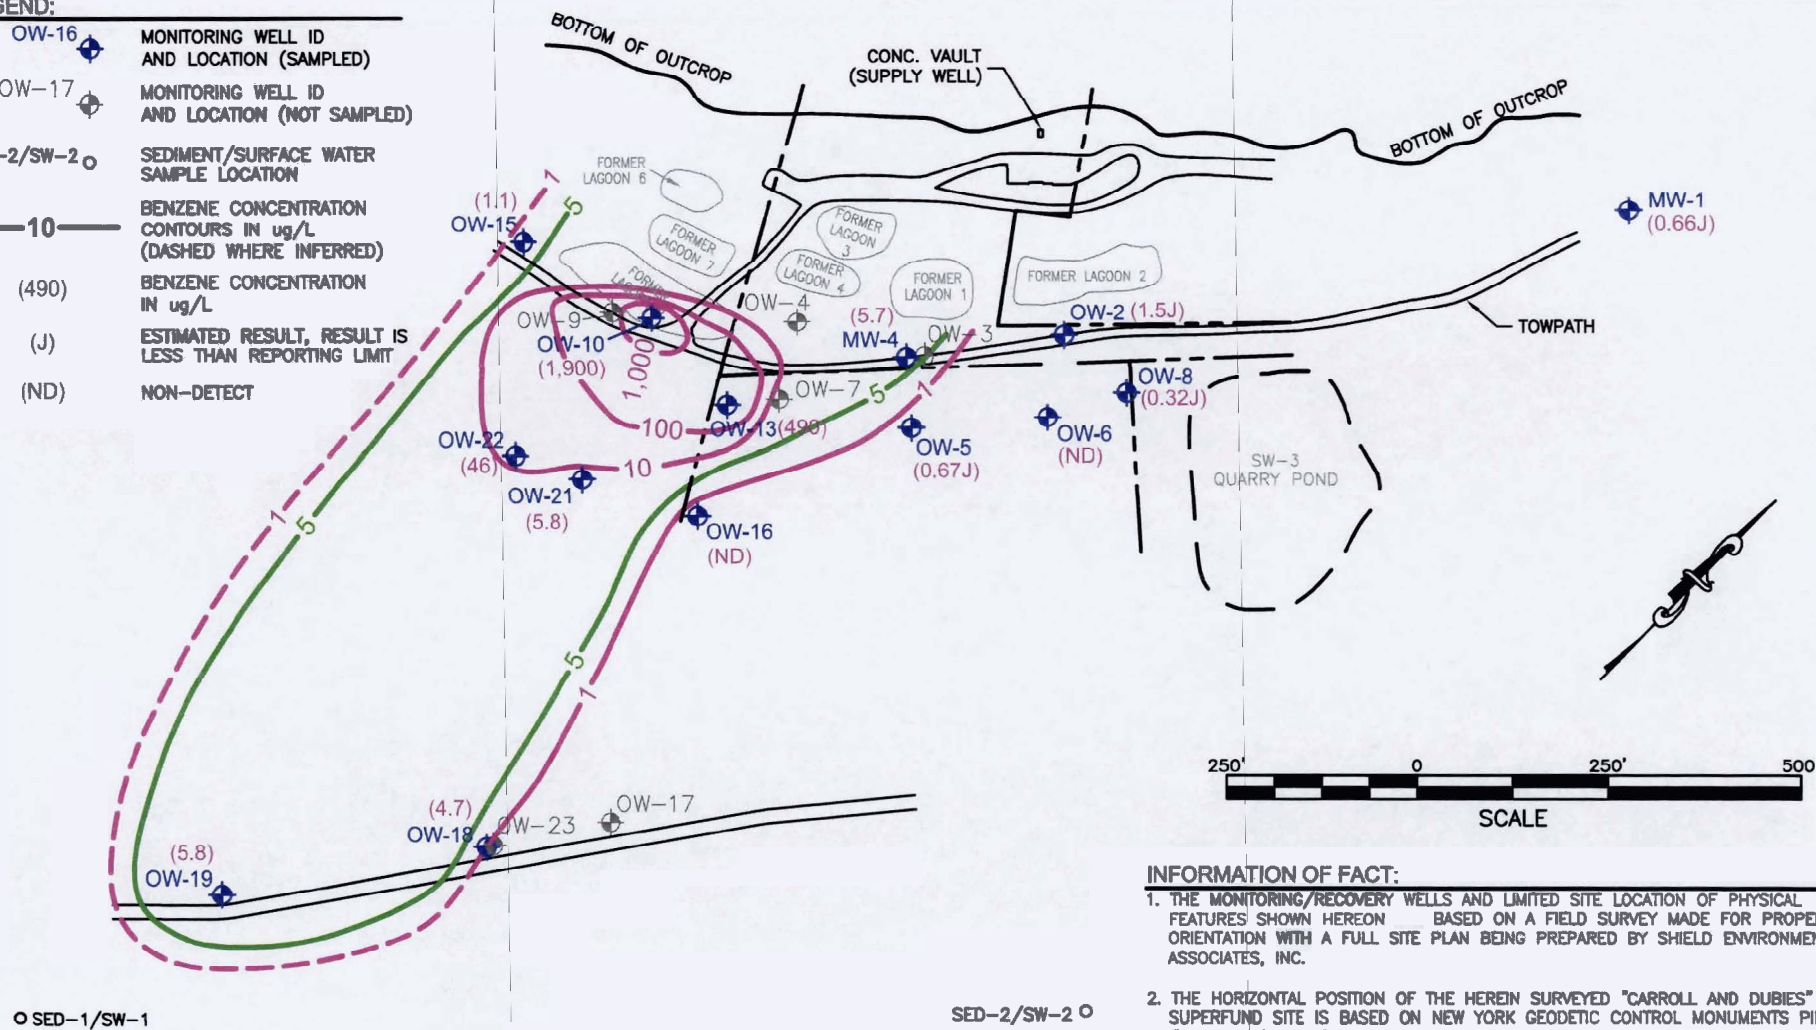 LEGEND:
OW-16
MONITORING WELL ID
AND LOCATION (SAMPLED)
OW-17
MONITORING WELL ID
AND LOCATION (NOT SAMPLED)
-2/SW-2
SEDIMENT/SURFACE WATER
SAMPLE LOCATION
10
BENZENE CONCENTRATION
CONTOURS IN ug/L
(DASHED WHERE INFERRED)
(490)
BENZENE CONCENTRATION
IN ug/L
(J)
ESTIMATED RESULT, RESULT IS
LESS THAN REPORTING LIMIT
(ND)
NON-DETECT
BOTTOM OF OUTCROP
CONC. VAULT
(SUPPLY WELL)
BOTTOM OF OUTCROP
FORMER
LAGOON 6
(1.1)
OW-15
1
5
FORMER
LAGOON 7
FORMER
FORMER
LAGOON
3
FORMER
LAGOON 4
FORMER
LAGOON 1
FORMER LAGOON 2
MW-1
(0.66J)
OW-9
OW-10
(1,900)
1,000
OW-4
(5.7)
MW-4
OW-3
OW-2 (1.5J)
TOWPATH
OW-7
5
1
OW-8
(0.32J)
100
OW-13(490)
OW-22
(46)
10
OW-21
(5.8)
OW-5
(0.67J)
OW-6
(ND)
SW-3
QUARRY POND
OW-16
(ND)
1
5
5
1
250'
0
250'
500
SCALE
(4.7)
OW-18
OW-23
OW-17
(5.8)
OW-19
INFORMATION OF FACT:
1. THE MONITORING/RECOVERY WELLS AND LIMITED SITE LOCATION OF PHYSICAL
FEATURES SHOWN HEREON BASED ON A FIELD SURVEY MADE FOR PROPER
ORIENTATION WITH A FULL SITE PLAN BEING PREPARED BY SHIELD ENVIRONMEN
ASSOCIATES, INC.
2. THE HORIZONTAL POSITION OF THE HEREIN SURVEYED "CARROLL AND DUBIES"
SUPERFUND SITE IS BASED ON NEW YORK GEODETIC CONTROL MONUMENTS PI
SED-1/SW-1
SED-2/SW-2